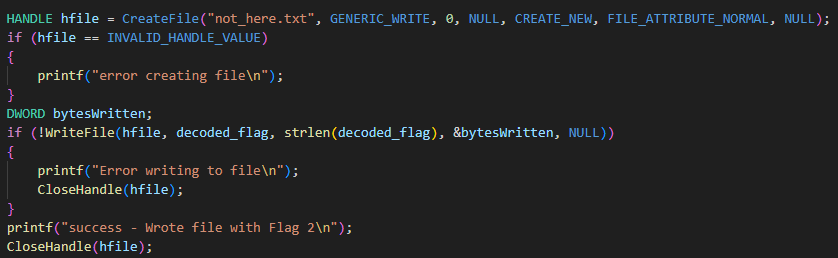 HANDLE hfile = CreateFile("not_here.txt", GENERIC_WRITE, 0, NULL, CREATE_NEW, FILE_ATTRIBUTE_NORMAL, NULL);
if (hfile == INVALID_HANDLE_VALUE)
{
    printf("error creating file\n");
}
DWORD bytesWritten;
if (!WriteFile(hfile, decoded_flag, strlen(decoded_flag), &bytesWritten, NULL))
{
    printf("Error writing to file\n");
    CloseHandle(hfile);
}
printf("success - Wrote file with Flag 2\n");
CloseHandle(hfile);